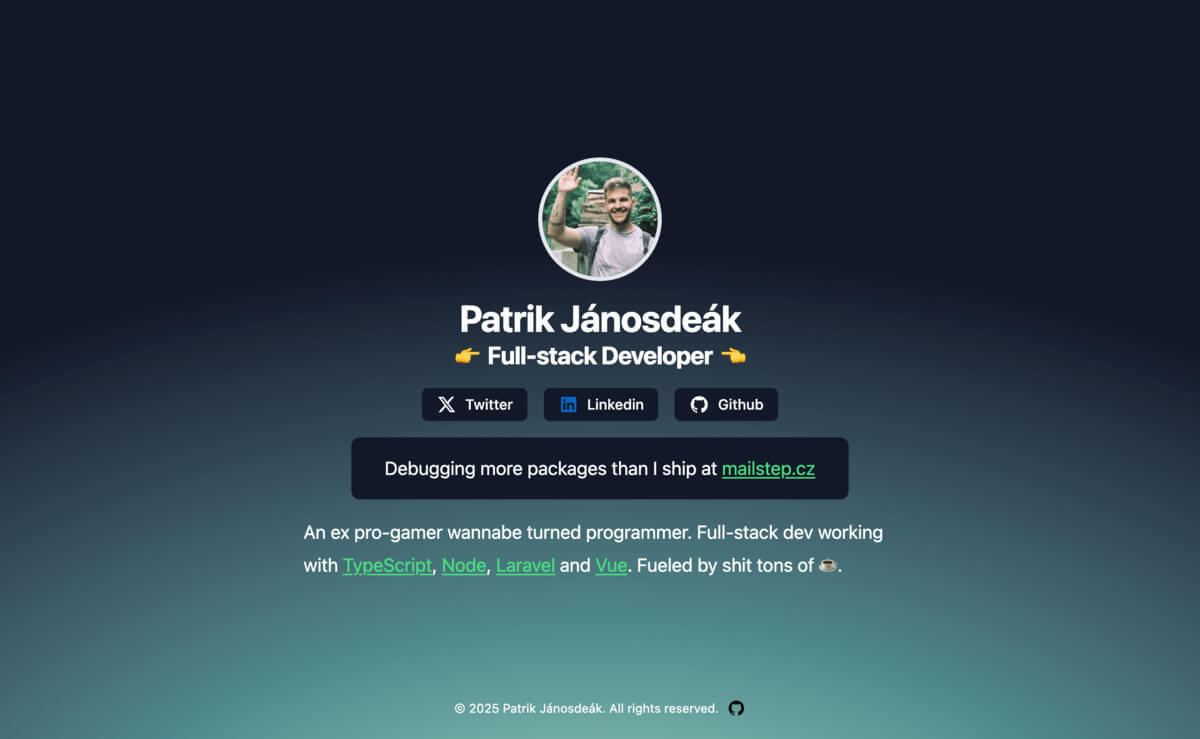 Patrik Jánosdeák
👉 Full-stack Developer 👈
Twitter
Linkedin
Github
Debugging more packages than I ship at mailstep.cz
An ex pro-gamer wannabe turned programmer. Full-stack dev working
with TypeScript, Node, Laravel and Vue. Fueled by shit tons of ☕.
© 2025 Patrik Jánosdeák. All rights reserved.